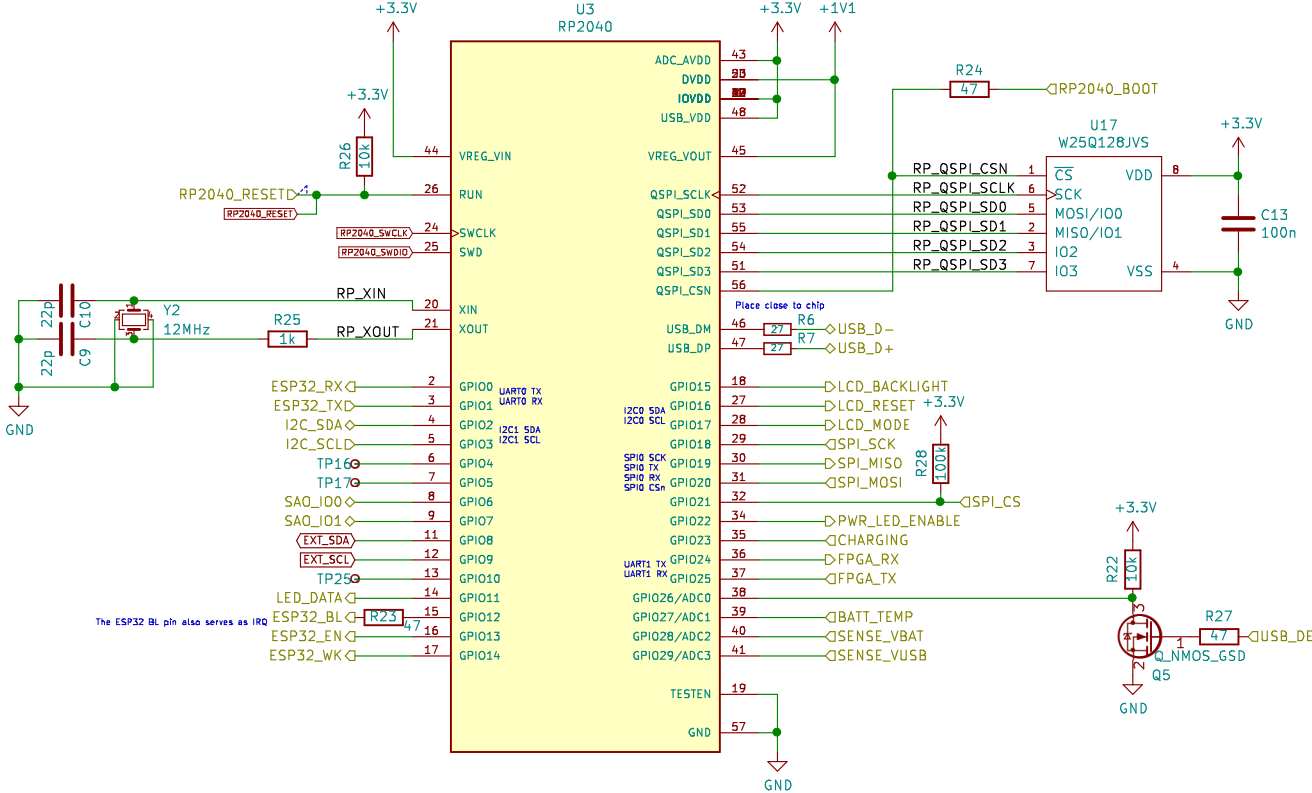 +3.3V
U3
RP2040
+3.3V
+1V1
ADC_AVDD 43
DVDD
IOVDD
USB_VDD 48
R24
47
RP2040_BOOT
+3.3V
R26
10k
44 VREG_VIN
VREG_VOUT 45
U17
W25Q128JVS
+3.3V
RP2040_RESET
RP2040_RESET
26 RUN
RP2040_SWCLK
24 SWCLK
RP2040_SWDIO
25 SWD
QSPI_SCLK 52
QSPI_SD0 53
QSPI_SD1 55
QSPI_SD2 54
QSPI_SD3 51
QSPI_CSN 56
RP_QSPI_CSN 1 CS
RP_QSPI_SCLK 6 SCK
RP_QSPI_SD0 5 MOSI/IO0
RP_QSPI_SD1 2 MISO/IO1
RP_QSPI_SD2 3 IO2
RP_QSPI_SD3 7 IO3
VDD 8
VSS 4
C13
100n
GND
22p
C10
22p
C9
Y2
12MHz
R25
1k
RP_XIN
20 XIN
RP_XOUT
21 XOUT
GND
Place close to chip
USB_DM 46
R6
27
USB_D-
USB_DP 47
R7
27
USB_D+
ESP32_RX 2 GPIO0 UART0 TX
ESP32_TX 3 GPIO1 UART0 RX
I2C_SDA 4 GPIO2 I2C1 SDA
I2C_SCL 5 GPIO3 I2C1 SCL
TP16 6 GPIO4
TP17 7 GPIO5
SAO_IO0 8 GPIO6
SAO_IO1 9 GPIO7
EXT_SDA 11 GPIO8
EXT_SCL 12 GPIO9
TP25 13 GPIO10
LED_DATA 14 GPIO11
The ESP32 BL pin also serves as IRQ
ESP32_BL R23 47 15 GPIO12
ESP32_EN 16 GPIO13
ESP32_WK 17 GPIO14
GPIO15 18 LCD_BACKLIGHT
I2C0 SDA GPIO16 27 LCD_RESET
I2C0 SCL GPIO17 28 LCD_MODE
GPIO18 29 SPI_SCK
SPI0 SCK GPIO19 30 SPI_MISO
SPI0 TX
SPI0 RX GPIO20 31 SPI_MOSI
SPI0 CSn GPIO21 32 SPI_CS
+3.3V
R28
100k
GPIO22 34 PWR_LED_ENABLE
GPIO23 35 CHARGING
UART1 TX GPIO24 36 FPGA_RX
UART1 RX GPIO25 37 FPGA_TX
GPIO26/ADC0 38
GPIO27/ADC1 39 BATT_TEMP
GPIO28/ADC2 40 SENSE_VBAT
GPIO29/ADC3 41 SENSE_VUSB
TESTEN 19
GND 57
GND
+3.3V
R22
10k
3
1
2
Q_NMOS_GSD
Q5
R27
47
USB_DE
GND